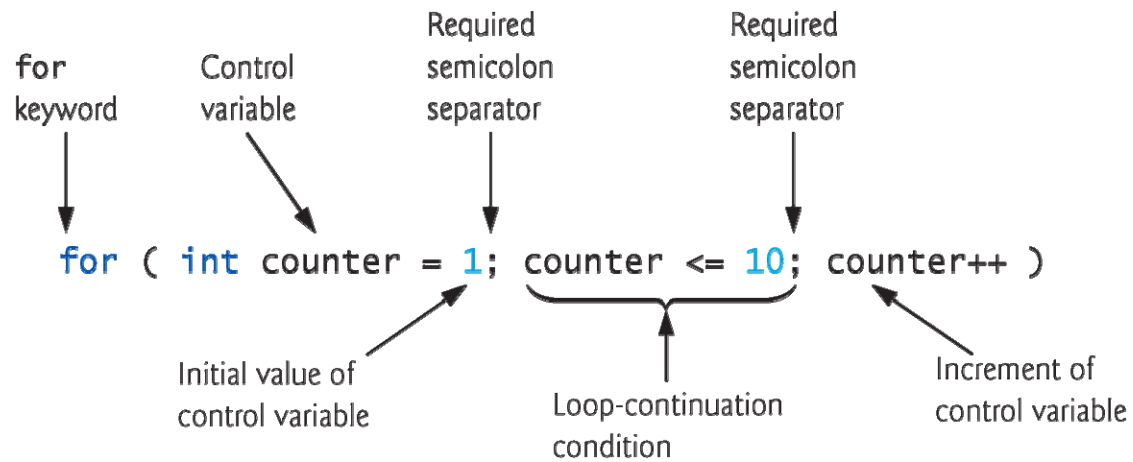 for
keyword
Control
variable
Required
semicolon
separator
Required
semicolon
separator
for ( int counter = 1; counter <= 10; counter++ )
Initial value of
control variable
Loop-continuation
condition
Increment of
control variable